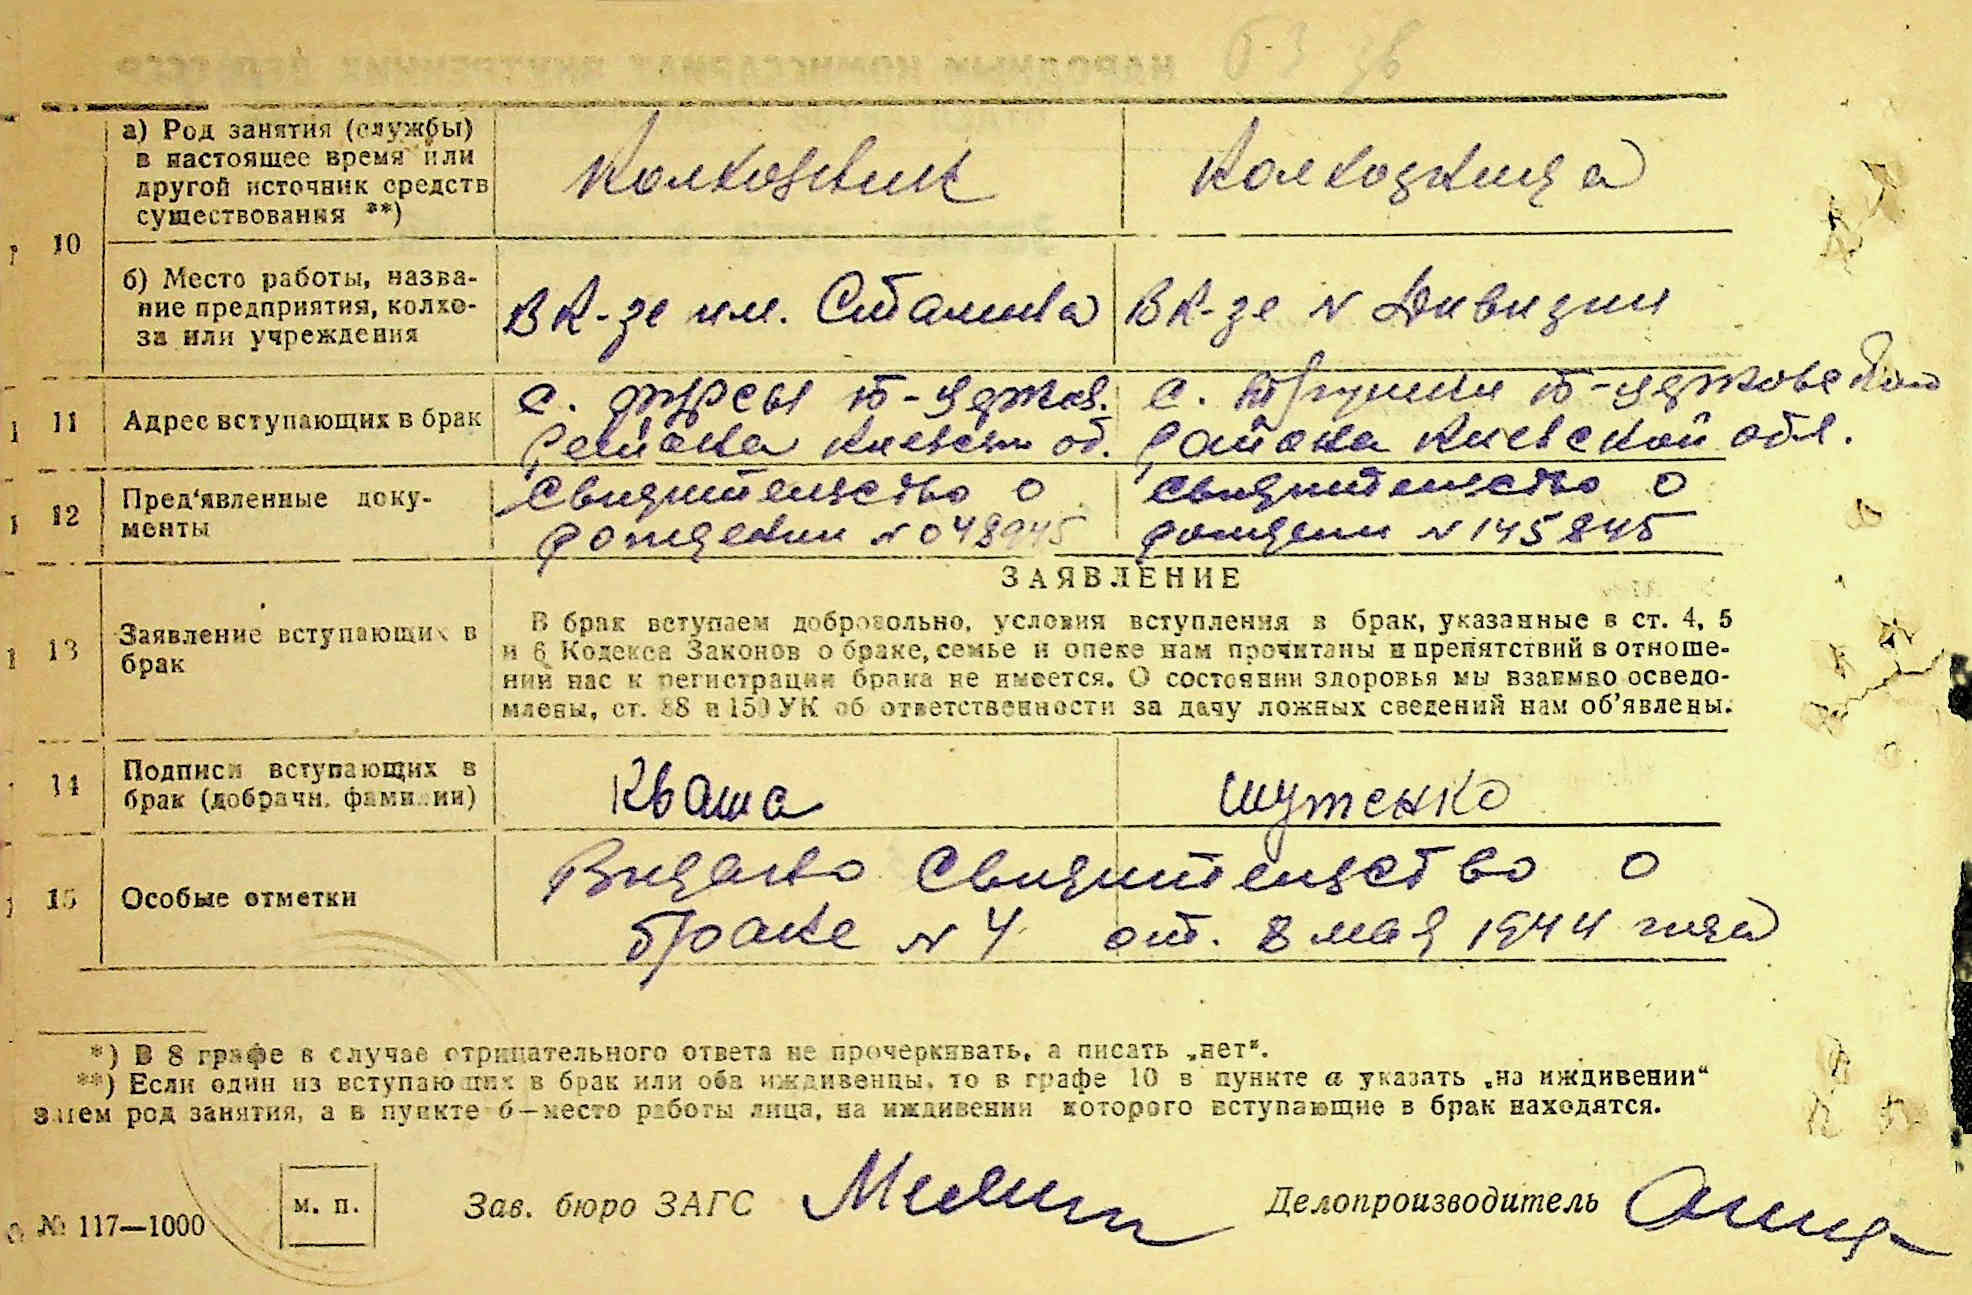 10
а) Род занятия (службы)
в настоящее время или
другой источник средств
существования **)
Колхозник
Колхозница
б) Место работы, назва-
ние предприятия, колхо-
за или учреждения
В к-зе им. Сталина
В к-зе N Дивизии
11
Адрес вступающих в брак
с. Фурсы
района Киевск. об.
с.
района Киевской обл.
12
Пред'явленные доку-
менты
Свидительство о
рождении N 048945
Свидительство о
рождении N 145845
13
Заявление вступающих в
брак
ЗАЯВЛЕНИЕ
В брак вступаем добровольно, условия вступления в брак, указанные в ст. 4, 5
и 6 Кодекса Законов о браке, семье и опеке нам прочитаны и препятствий в отноше-
нии нас к регистрации брака не имеется. О состоянии здоровья мы взаимно осведо-
млены, ст. 88 и 150 УК об ответственности за дачу ложных сведений нам об'явлены.
14
Подписи вступающих в
брак (добрачн. фамилии)
Кваша
Шутенко
15
Особые отметки
Видано Свидительство о
браке N 4 от. 8 мая 1944 года
*) В 8 графе в случае отрицательного ответа не прочеркивать, а писать „нет".
**) Если один из вступающих в брак или оба иждивенцы, то в графе 10 в пункте а указать „на иждивении"
затем род занятия, а в пункте б—место работы лица, на иждивении которого вступающие в брак находятся.
№ 117—1000
м. п.
Зав. бюро ЗАГС
Делопроизводитель